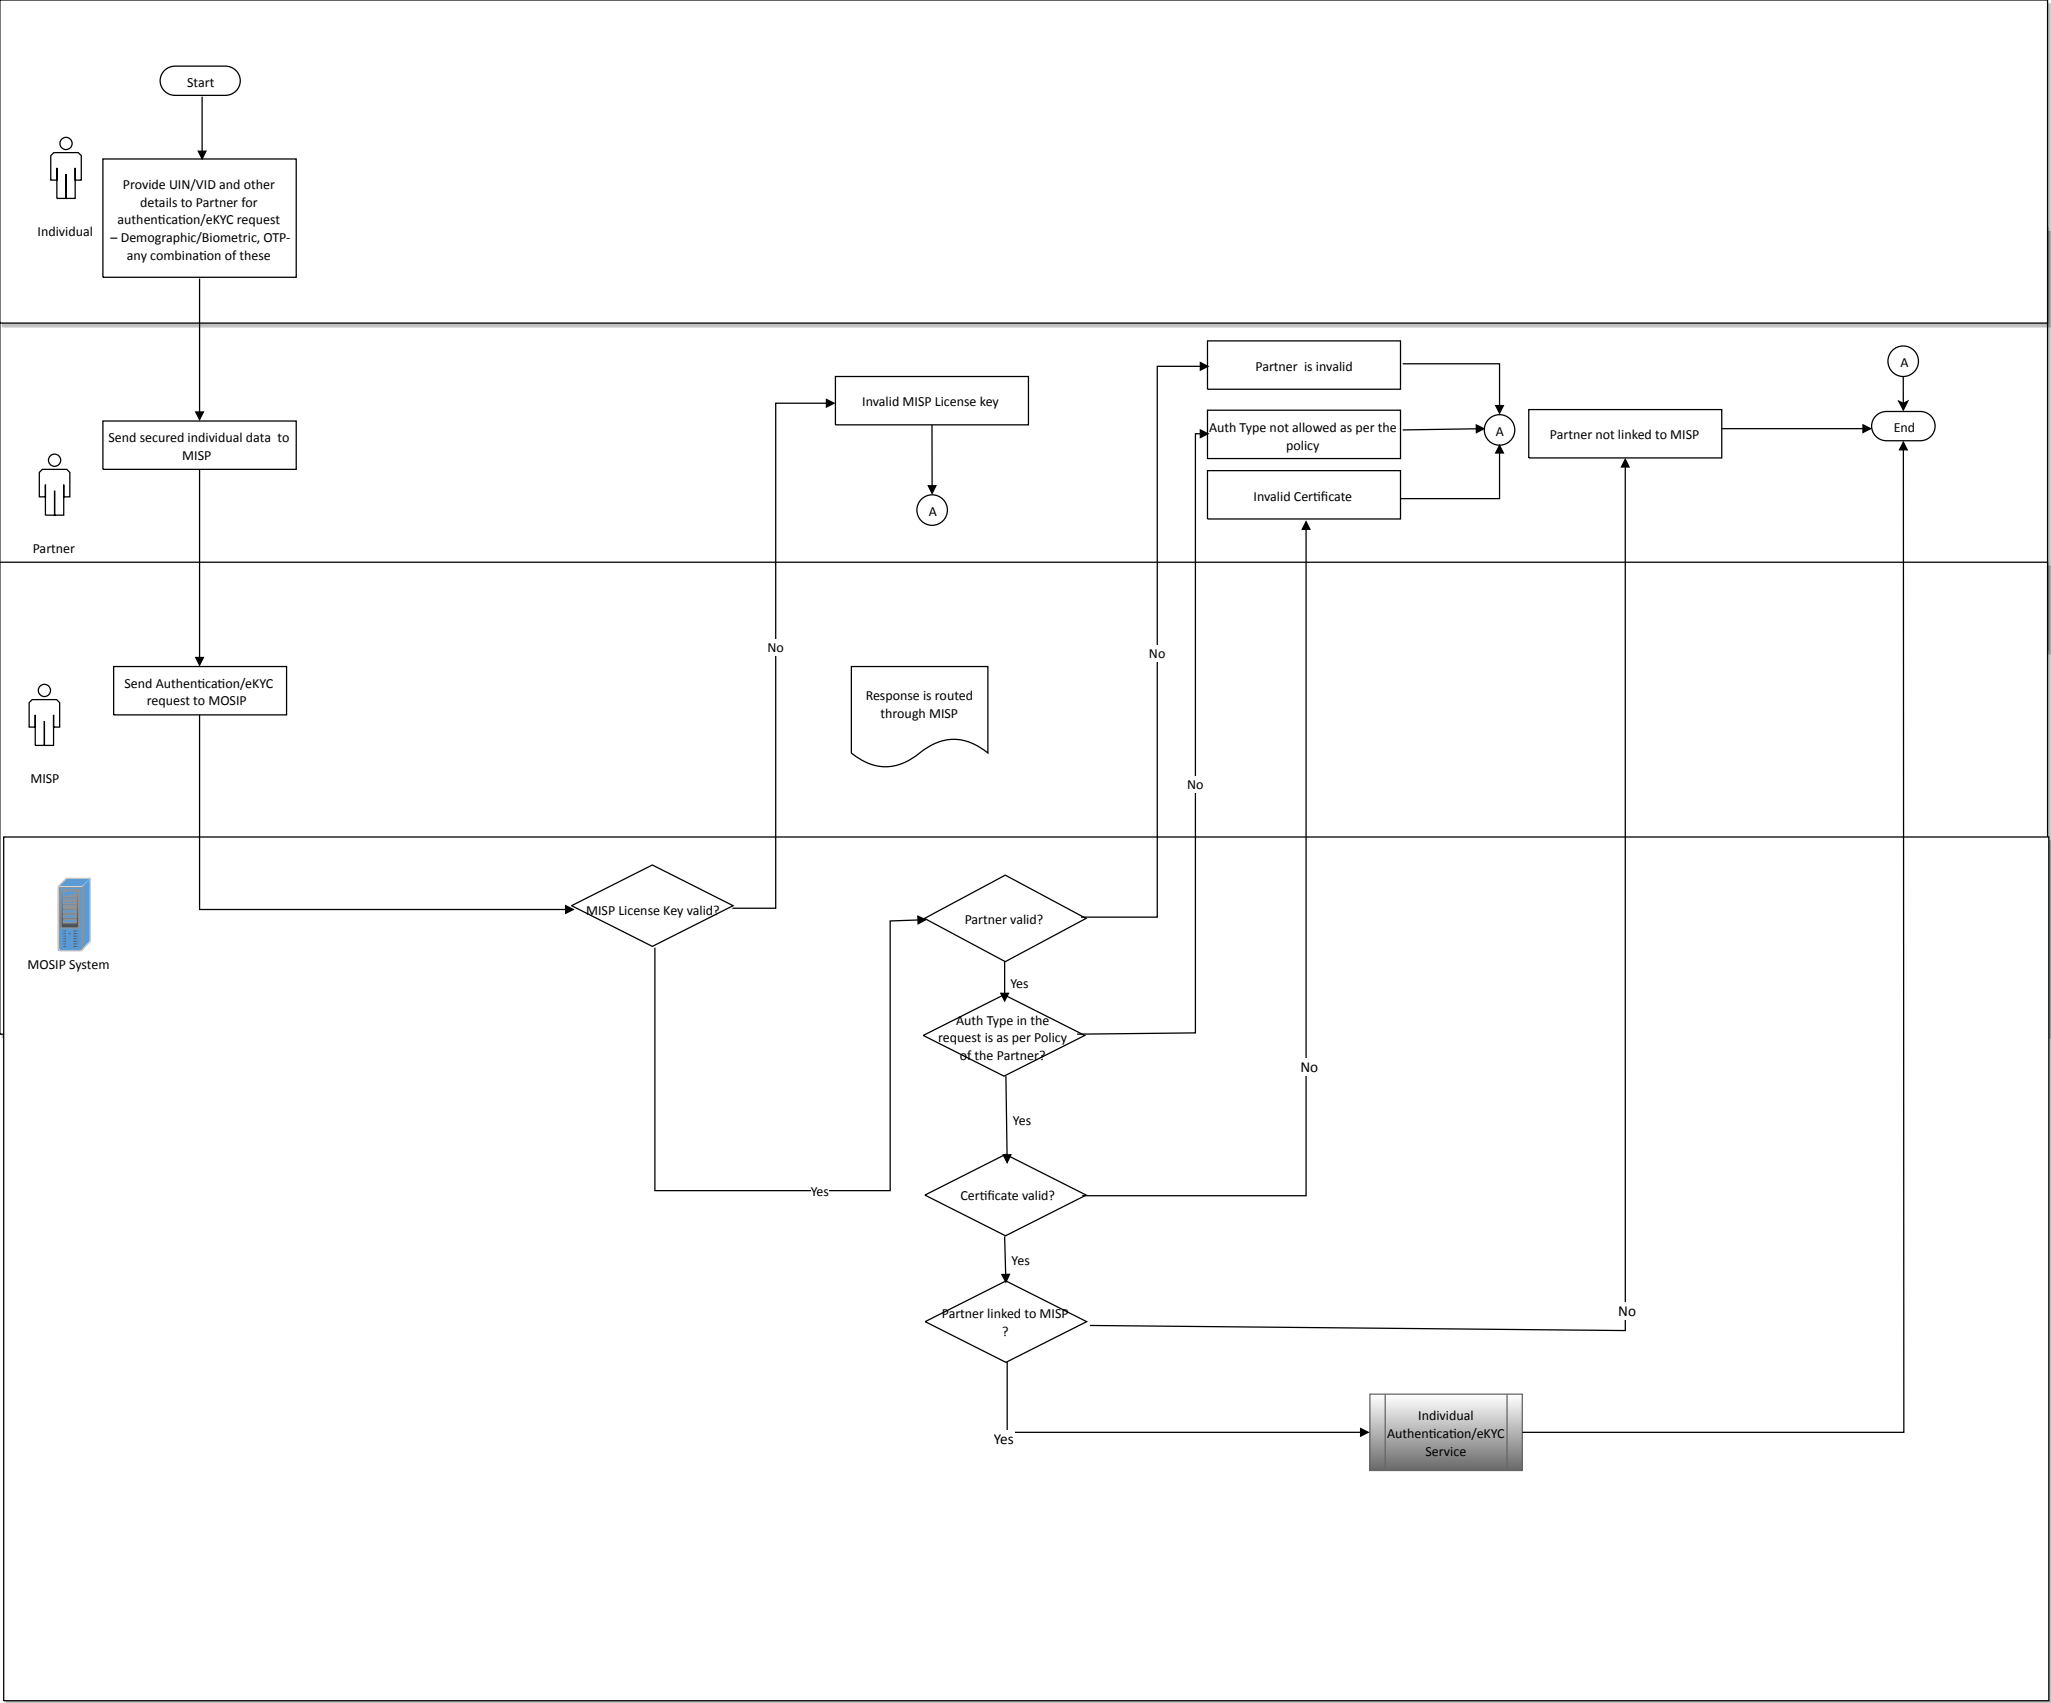 Start
Provide UIN/VID and other
details to Partner for
authentication/eKYC request
– Demographic/Biometric, OTP-
any combination of these
Individual
Partner  is invalid
A
Invalid MISP License key
Auth Type not allowed as per the
policy
A
Partner not linked to MISP
End
Send secured individual data  to
MISP
Invalid Certificate
A
Partner
No
No
Send Authentication/eKYC
request to MOSIP
Response is routed
through MISP
MISP
No
MISP License Key valid?
Partner valid?
MOSIP System
Yes
Auth Type in the
request is as per Policy
of the Partner?
No
Yes
Yes
Certificate valid?
Yes
Partner linked to MISP
?
No
Yes
Individual
Authentication/eKYC
Service